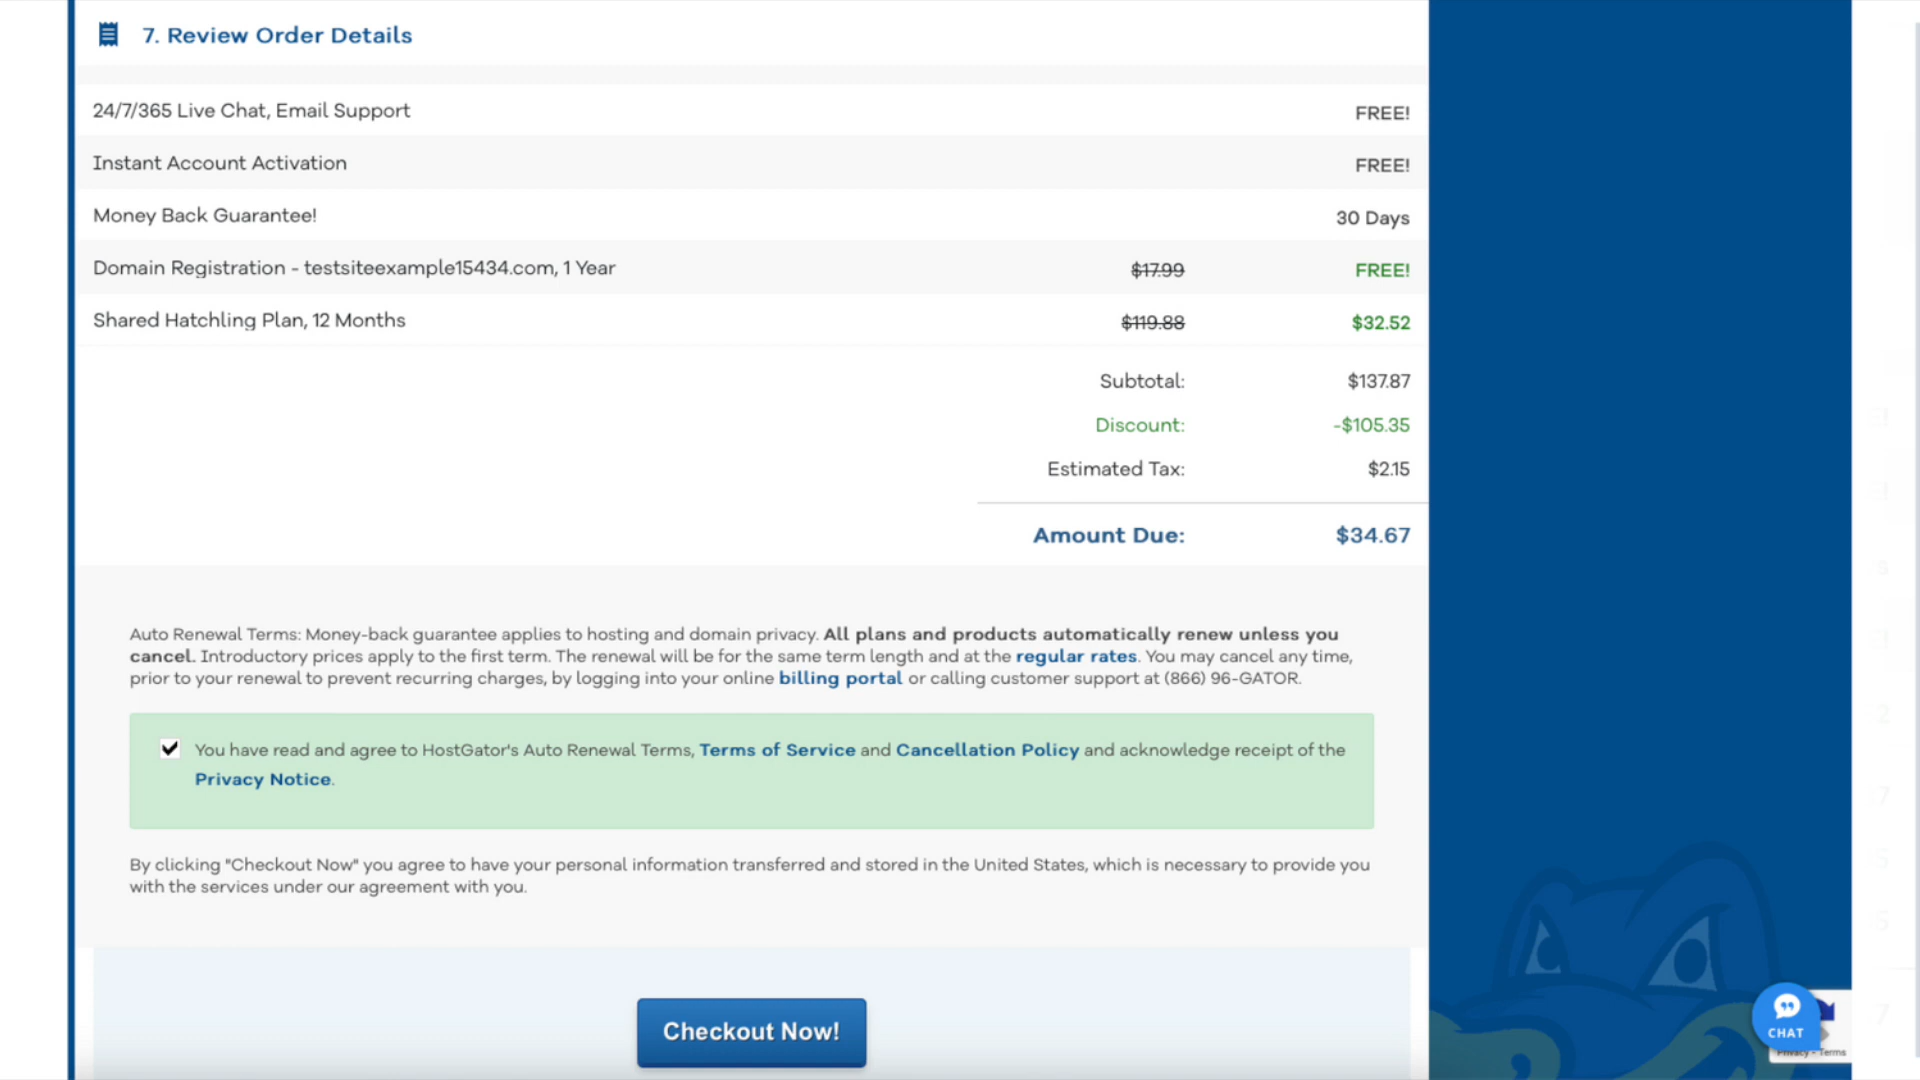 7. Review Order Details
24/7/365 Live Chat, Email Support FREE!
Instant Account Activation FREE!
Money Back Guarantee! 30 Days
Domain Registration - testsiteexample15434.com, 1 Year $17.99 FREE!
Shared Hatchling Plan, 12 Months $119.88 $32.52
Subtotal: $137.87
Discount: -$105.35
Estimated Tax: $2.15
Amount Due: $34.67
Auto Renewal Terms: Money-back guarantee applies to hosting and domain privacy. All plans and products automatically renew unless you
cancel. Introductory prices apply to the first term. The renewal will be for the same term length and at the regular rates. You may cancel any time,
prior to your renewal to prevent recurring charges, by logging into your online billing portal or calling customer support at (866) 96-GATOR.
You have read and agree to HostGator's Auto Renewal Terms, Terms of Service and Cancellation Policy and acknowledge receipt of the
Privacy Notice.
By clicking "Checkout Now" you agree to have your personal information transferred and stored in the United States, which is necessary to provide you
with the services under our agreement with you.
Checkout Now!
CHAT
Privacy - Terms